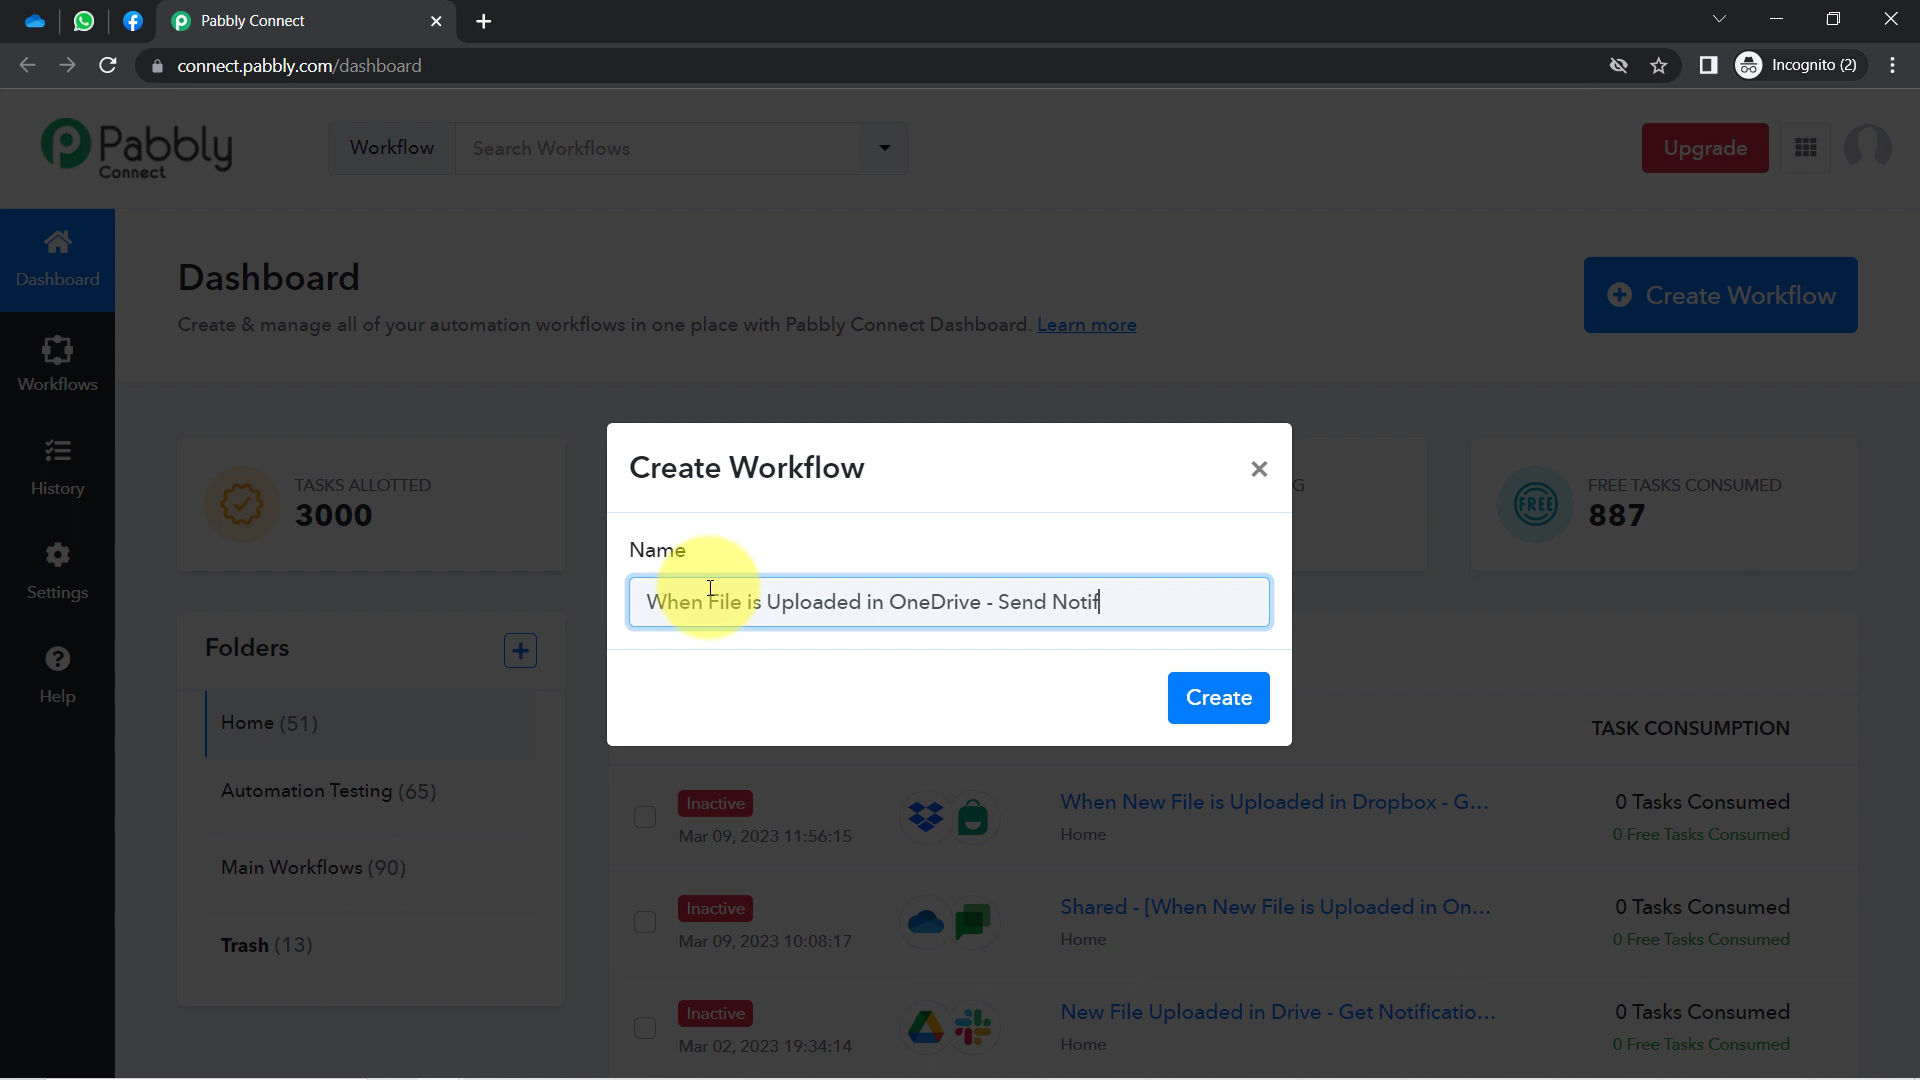 Pabbly Connect
connect.pabbly.com/dashboard
Incognito (2)
Pabbly
Connect
Workflow
Search Workflows
Upgrade
Dashboard
Workflows
History
Settings
Help
Dashboard
Create & manage all of your automation workflows in one place with Pabbly Connect Dashboard. Learn more
Create Workflow
TASKS ALLOTTED
3000
G
FREE
FREE TASKS CONSUMED
887
Create Workflow
×
Name
When File is Uploaded in OneDrive - Send Notif
Create
Folders
Home (51)
Automation Testing (65)
Main Workflows (90)
Trash (13)
TASK CONSUMPTION
Inactive
Mar 09, 2023 11:56:15
When New File is Uploaded in Dropbox - G...
Home
0 Tasks Consumed
0 Free Tasks Consumed
Inactive
Mar 09, 2023 10:08:17
Shared - [When New File is Uploaded in On...
Home
0 Tasks Consumed
0 Free Tasks Consumed
Inactive
Mar 02, 2023 19:34:14
New File Uploaded in Drive - Get Notificatio...
Home
0 Tasks Consumed
0 Free Tasks Consumed